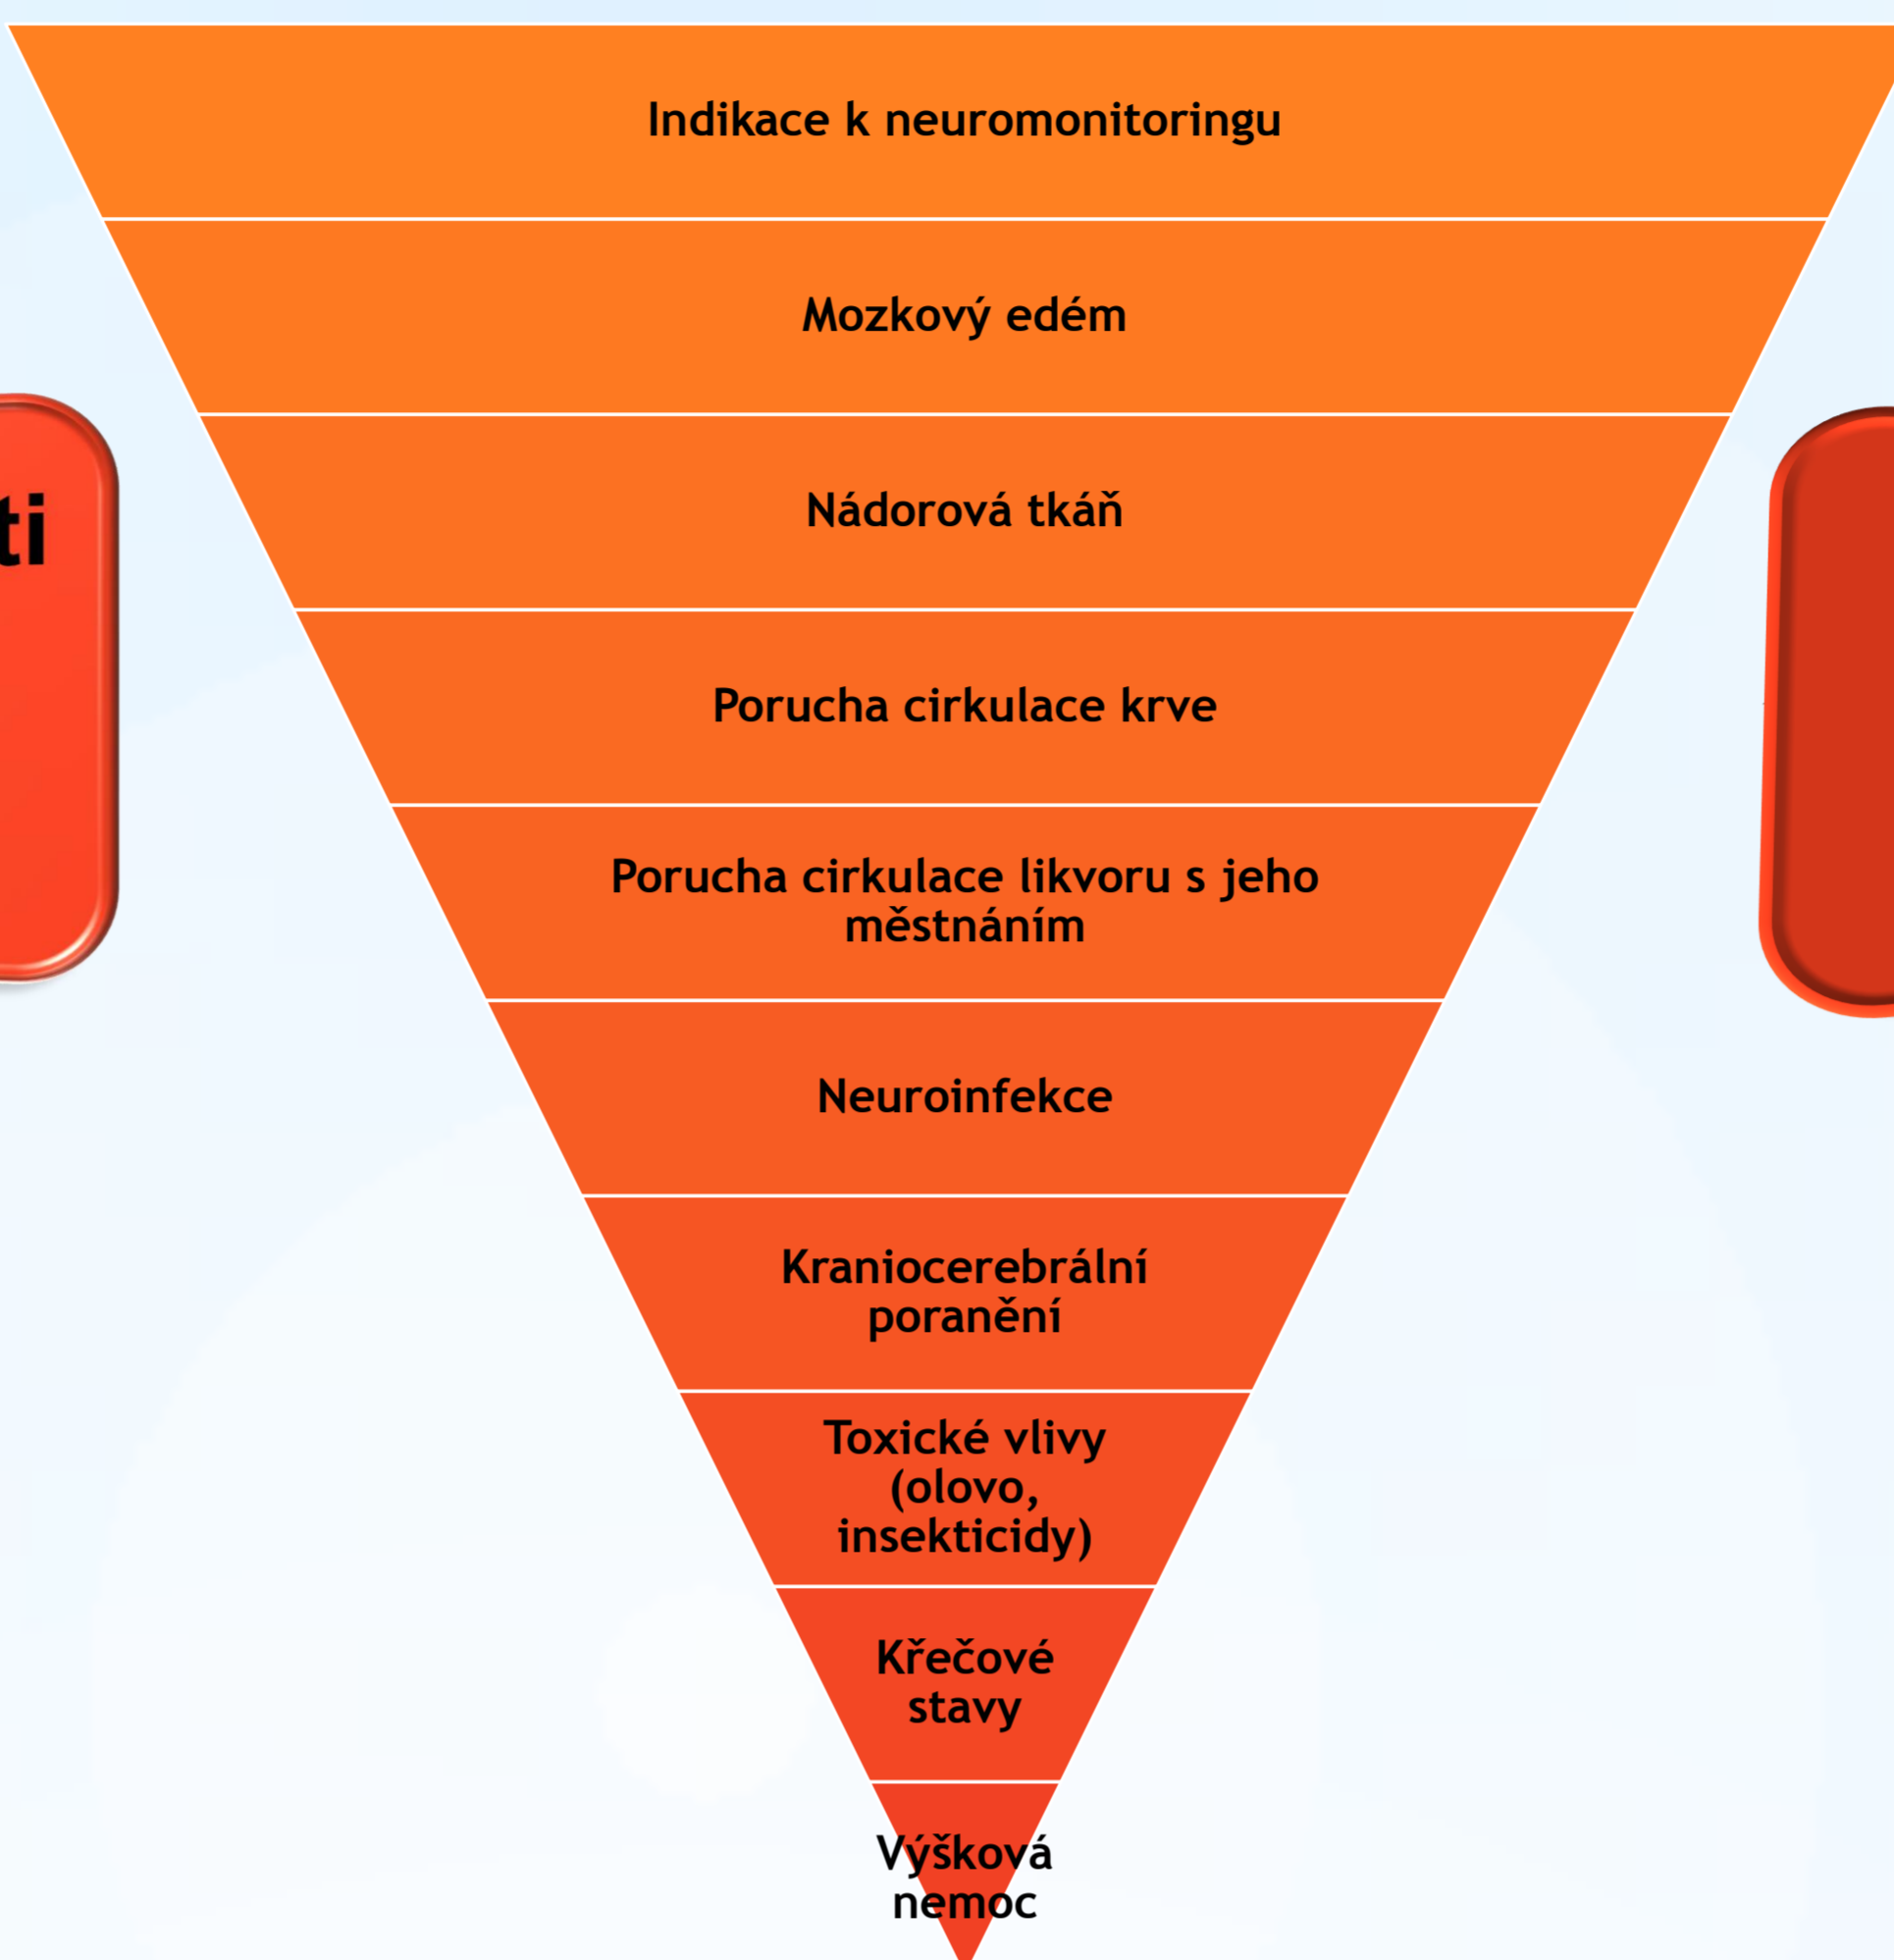 Indikace k neuromonitoringu
Mozkový edém
ti
Nádorová tkáň
Porucha cirkulace krve
Porucha cirkulace likvoru s jeho
městnáním
Neuroinfekce
Kraniocerebrální
poranění
Toxické vlivy
(olovo,
insekticidy)
Křečové
stavy
Výšková
nemoc